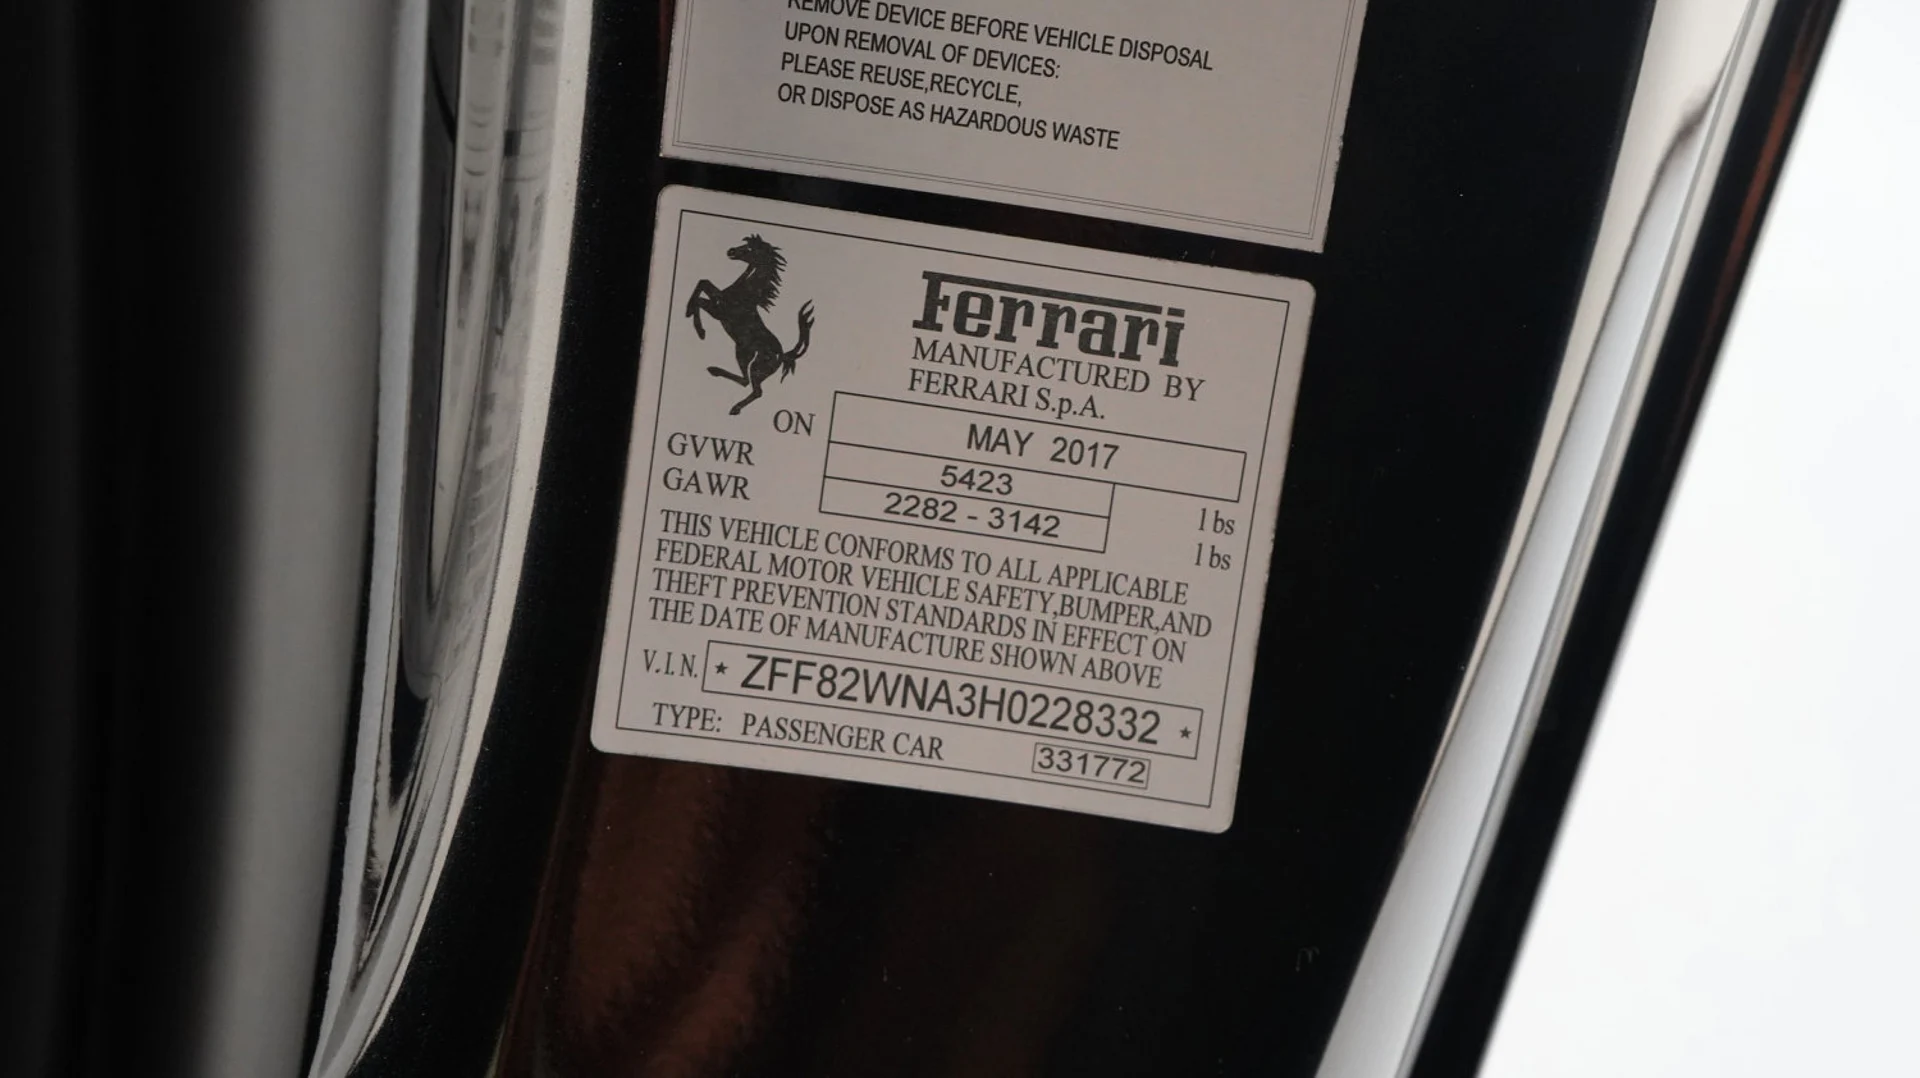 REMOVE DEVICE BEFORE VEHICLE DISPOSAL
UPON REMOVAL OF DEVICES:
PLEASE REUSE,RECYCLE,
OR DISPOSE AS HAZARDOUS WASTE
Ferrari
MANUFACTURED BY
FERRARI S.p.A.
ON MAY 2017
GVWR 5423 lbs
GAWR 2282 - 3142 lbs
THIS VEHICLE CONFORMS TO ALL APPLICABLE
FEDERAL MOTOR VEHICLE SAFETY,BUMPER,AND
THEFT PREVENTION STANDARDS IN EFFECT ON
THE DATE OF MANUFACTURE SHOWN ABOVE
V.I.N. * ZFF82WNA3H0228332 *
TYPE: PASSENGER CAR 331772